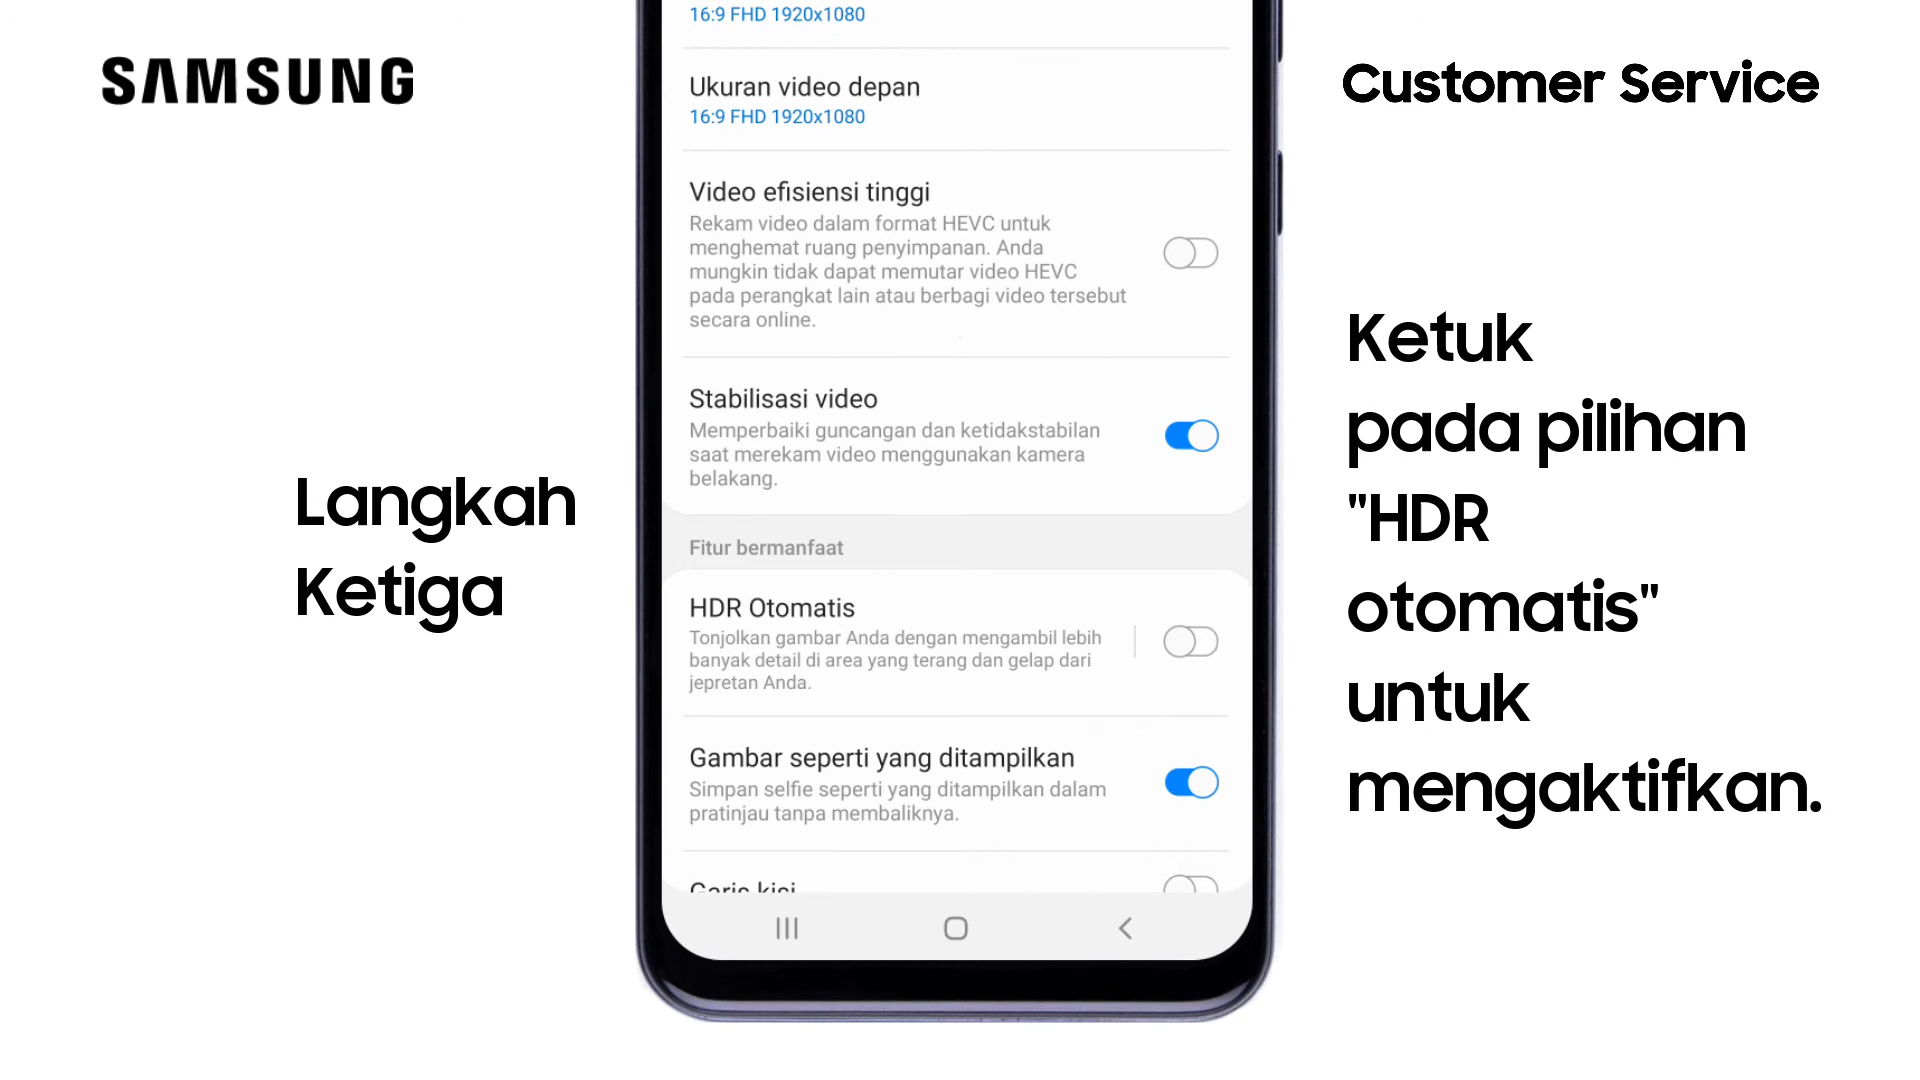 SAMSUNG
Customer Service
Langkah
Ketiga
16:9 FHD 1920x1080
Ukuran video depan
16:9 FHD 1920x1080
Video efisiensi tinggi
Rekam video dalam format HEVC untuk
menghemat ruang penyimpanan. Anda
mungkin tidak dapat memutar video HEVC
pada perangkat lain atau berbagi video tersebut
secara online.
Stabilisasi video
Memperbaiki guncangan dan ketidakstabilan
saat merekam video menggunakan kamera
belakang.
Fitur bermanfaat
HDR Otomatis
Tonjolkan gambar Anda dengan mengambil lebih
banyak detail di area yang terang dan gelap dari
jepretan Anda.
Gambar seperti yang ditampilkan
Simpan selfie seperti yang ditampilkan dalam
pratinjau tanpa membaliknya.
Garis kisi
Ketuk
pada pilihan
"HDR
otomatis"
untuk
mengaktifkan.